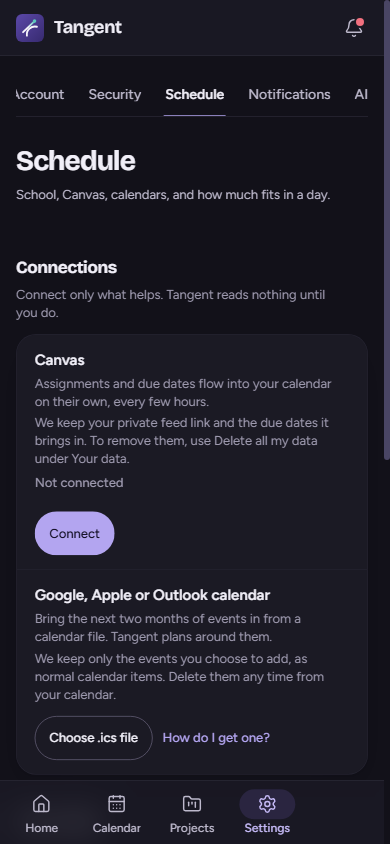 Tangent
Account Security Schedule Notifications AI
Schedule
School, Canvas, calendars, and how much fits in a day.
Connections
Connect only what helps. Tangent reads nothing until
you do.
Canvas
Assignments and due dates flow into your calendar
on their own, every few hours.
We keep your private feed link and the due dates it
brings in. To remove them, use Delete all my data
under Your data.
Not connected
Connect
Google, Apple or Outlook calendar
Bring the next two months of events in from a
calendar file. Tangent plans around them.
We keep only the events you choose to add, as
normal calendar items. Delete them any time from
your calendar.
Choose .ics file How do I get one?
Home Calendar Projects Settings